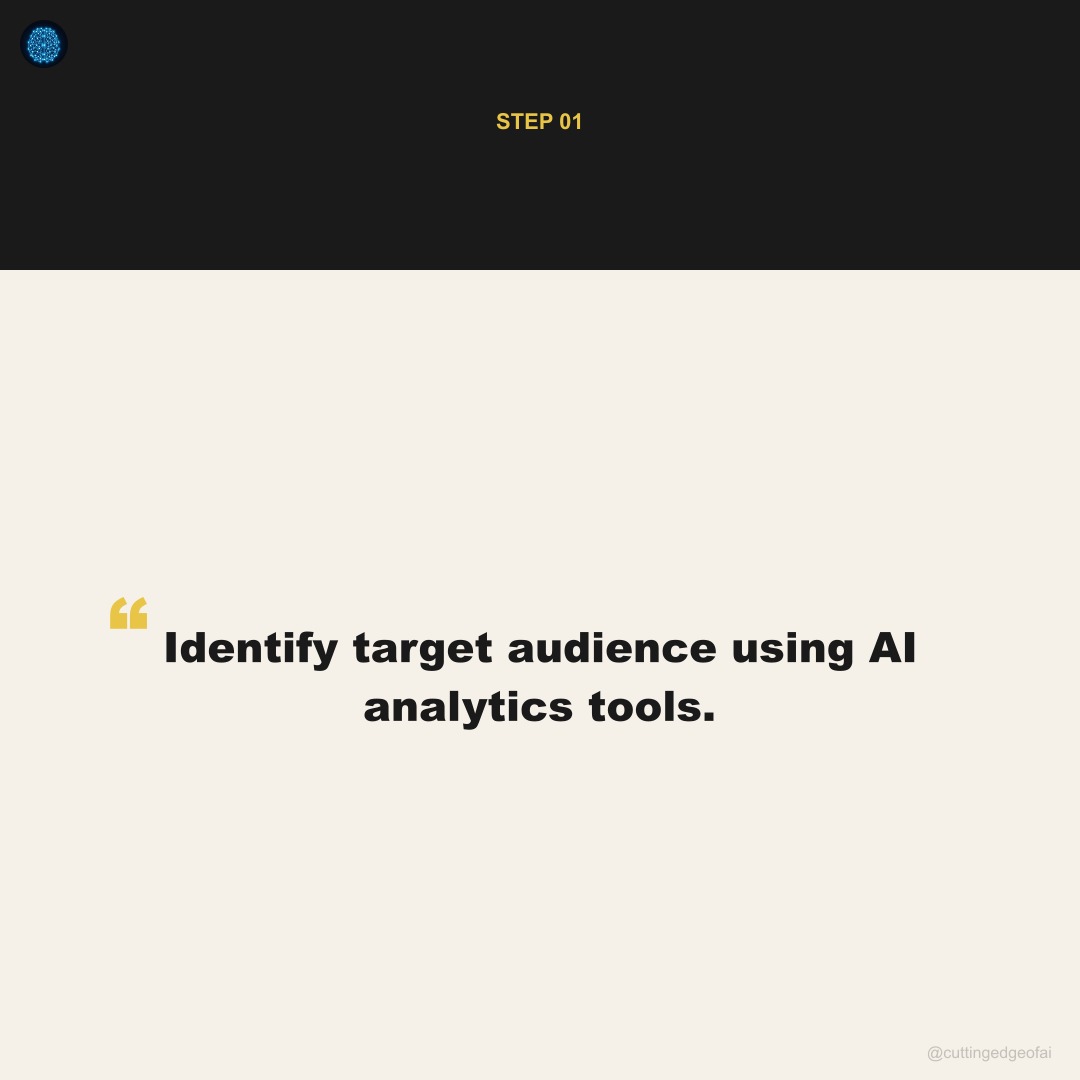 STEP 01
“
Identify target audience using AI
analytics tools.
@cuttingedgeofai